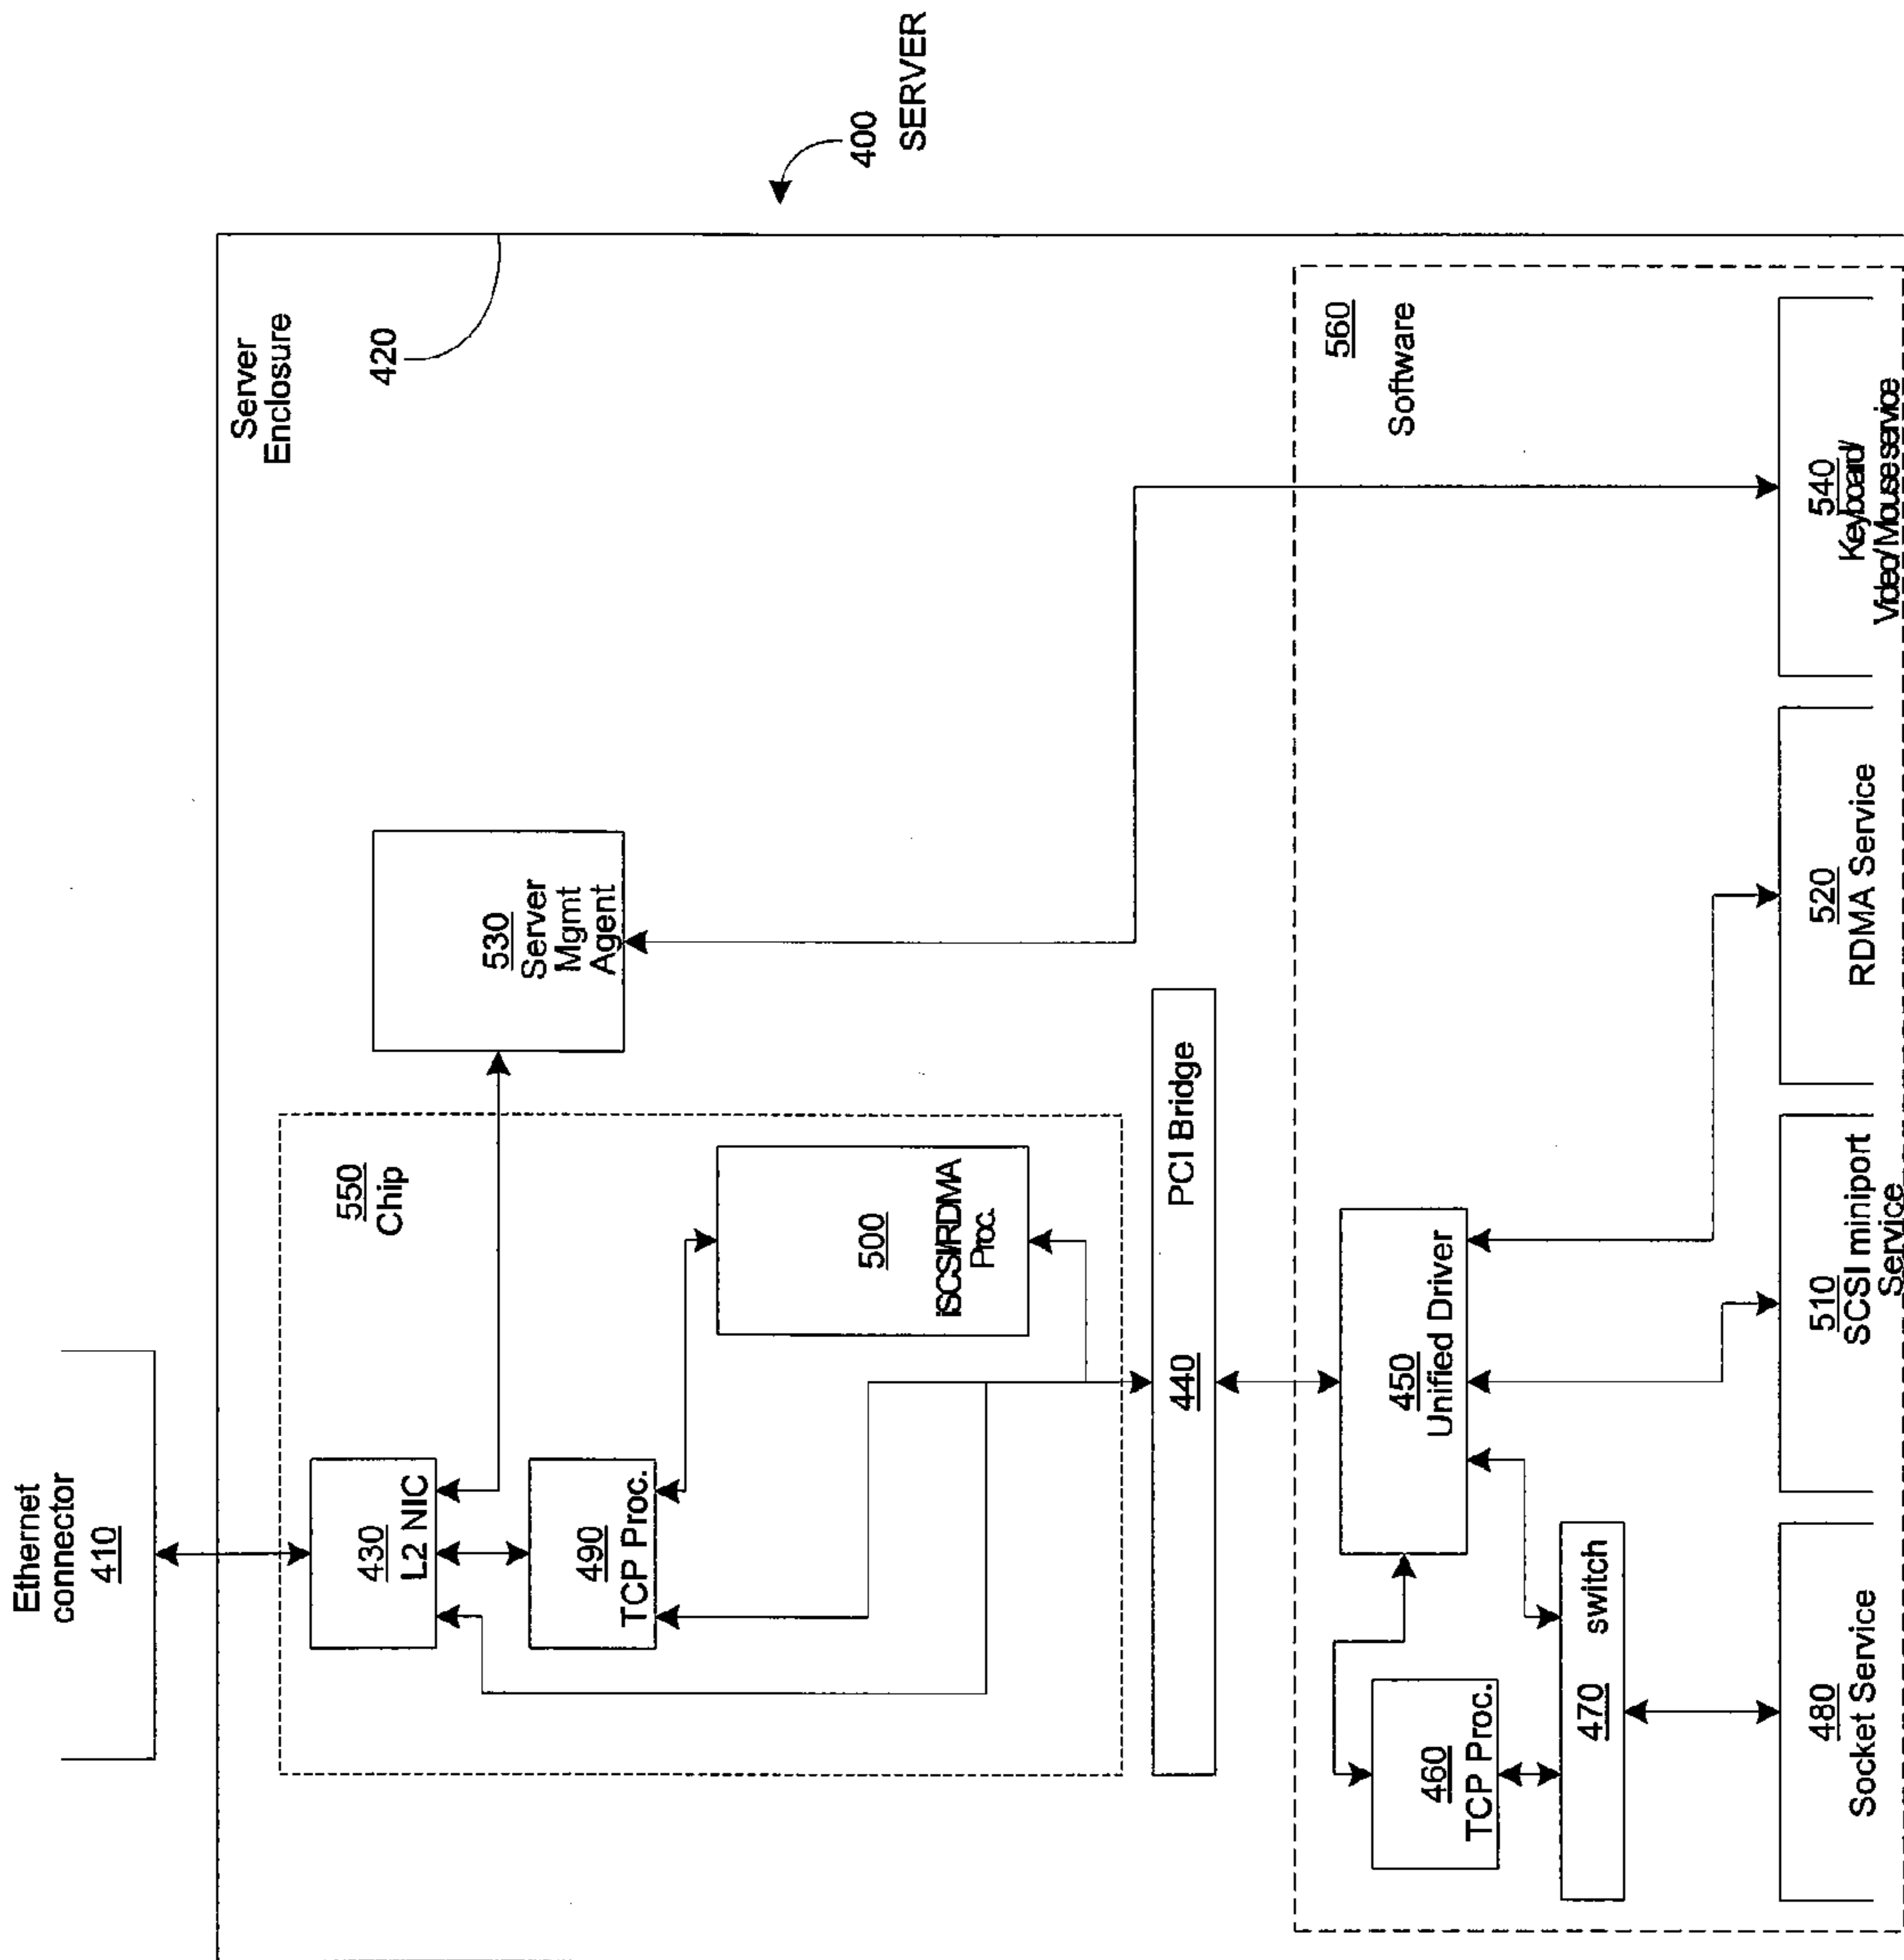 Ethernet
connector
410
400
SERVER
Server
Enclosure
420
530
Server
Mgmt
Agent
550
Chip
430
L2 NIC
490
TCP Proc.
500
iSCSI/RDMA
Proc.
440 PCI Bridge
560
Software
450
Unified Driver
460
TCP Proc.
470 switch
480
Socket Service
510
SCSI miniport
Service
520
RDMA Service
540
Keyboard/
Video/Mouse service